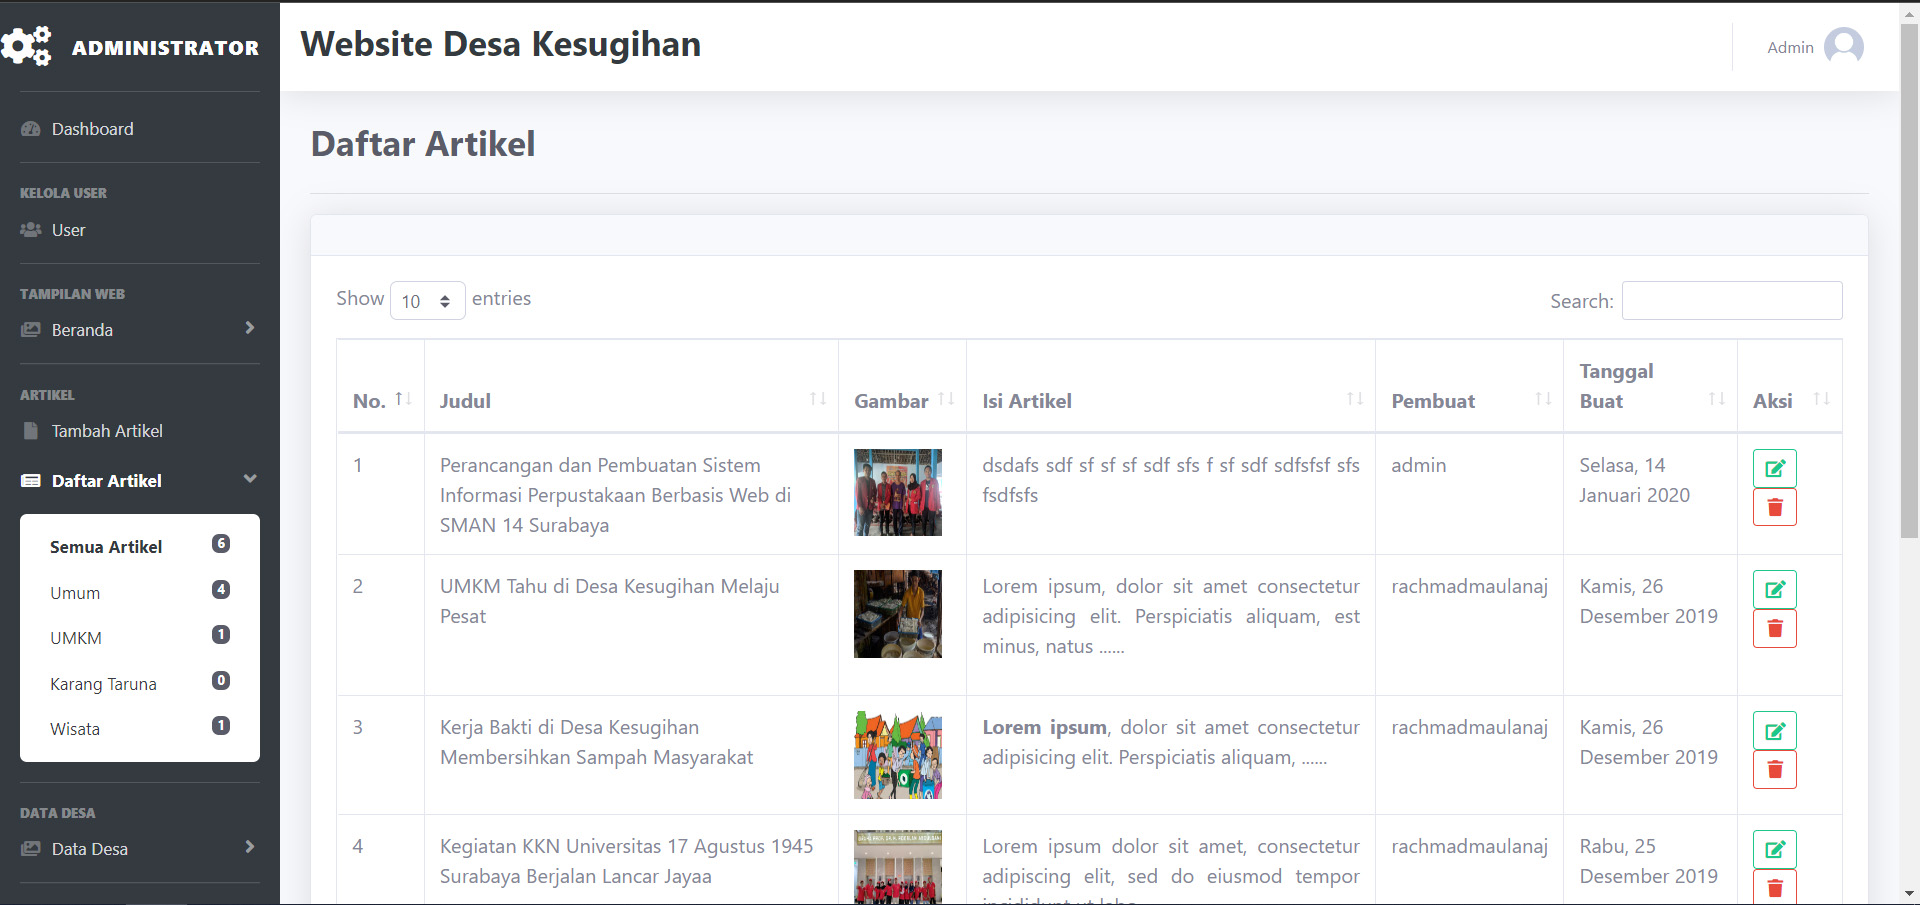 ADMINISTRATOR
Website Desa Kesugihan
Admin
Dashboard
KELOLA USER
User
TAMPILAN WEB
Beranda
ARTIKEL
Tambah Artikel
Daftar Artikel
Semua Artikel 6
Umum 4
UMKM 1
Karang Taruna 0
Wisata 1
DATA DESA
Data Desa
Daftar Artikel
Show 10 entries
Search:
No. Judul Gambar Isi Artikel Pembuat Tanggal Buat Aksi
1
Perancangan dan Pembuatan Sistem
Informasi Perpustakaan Berbasis Web di
SMAN 14 Surabaya
dsdafs sdf sf sf sf sdf sfs f sf sdf sdfsfsf sfs
fsdfsfs
admin
Selasa, 14
Januari 2020
2
UMKM Tahu di Desa Kesugihan Melaju
Pesat
Lorem ipsum, dolor sit amet consectetur
adipisicing elit. Perspiciatis aliquam, est
minus, natus ......
rachmadmaulanaj
Kamis, 26
Desember 2019
3
Kerja Bakti di Desa Kesugihan
Membersihkan Sampah Masyarakat
Lorem ipsum, dolor sit amet consectetur
adipisicing elit. Perspiciatis aliquam, ......
rachmadmaulanaj
Kamis, 26
Desember 2019
4
Kegiatan KKN Universitas 17 Agustus 1945
Surabaya Berjalan Lancar Jayaa
Lorem ipsum dolor sit amet, consectetur
adipiscing elit, sed do eiusmod tempor
rachmadmaulanaj
Rabu, 25
Desember 2019